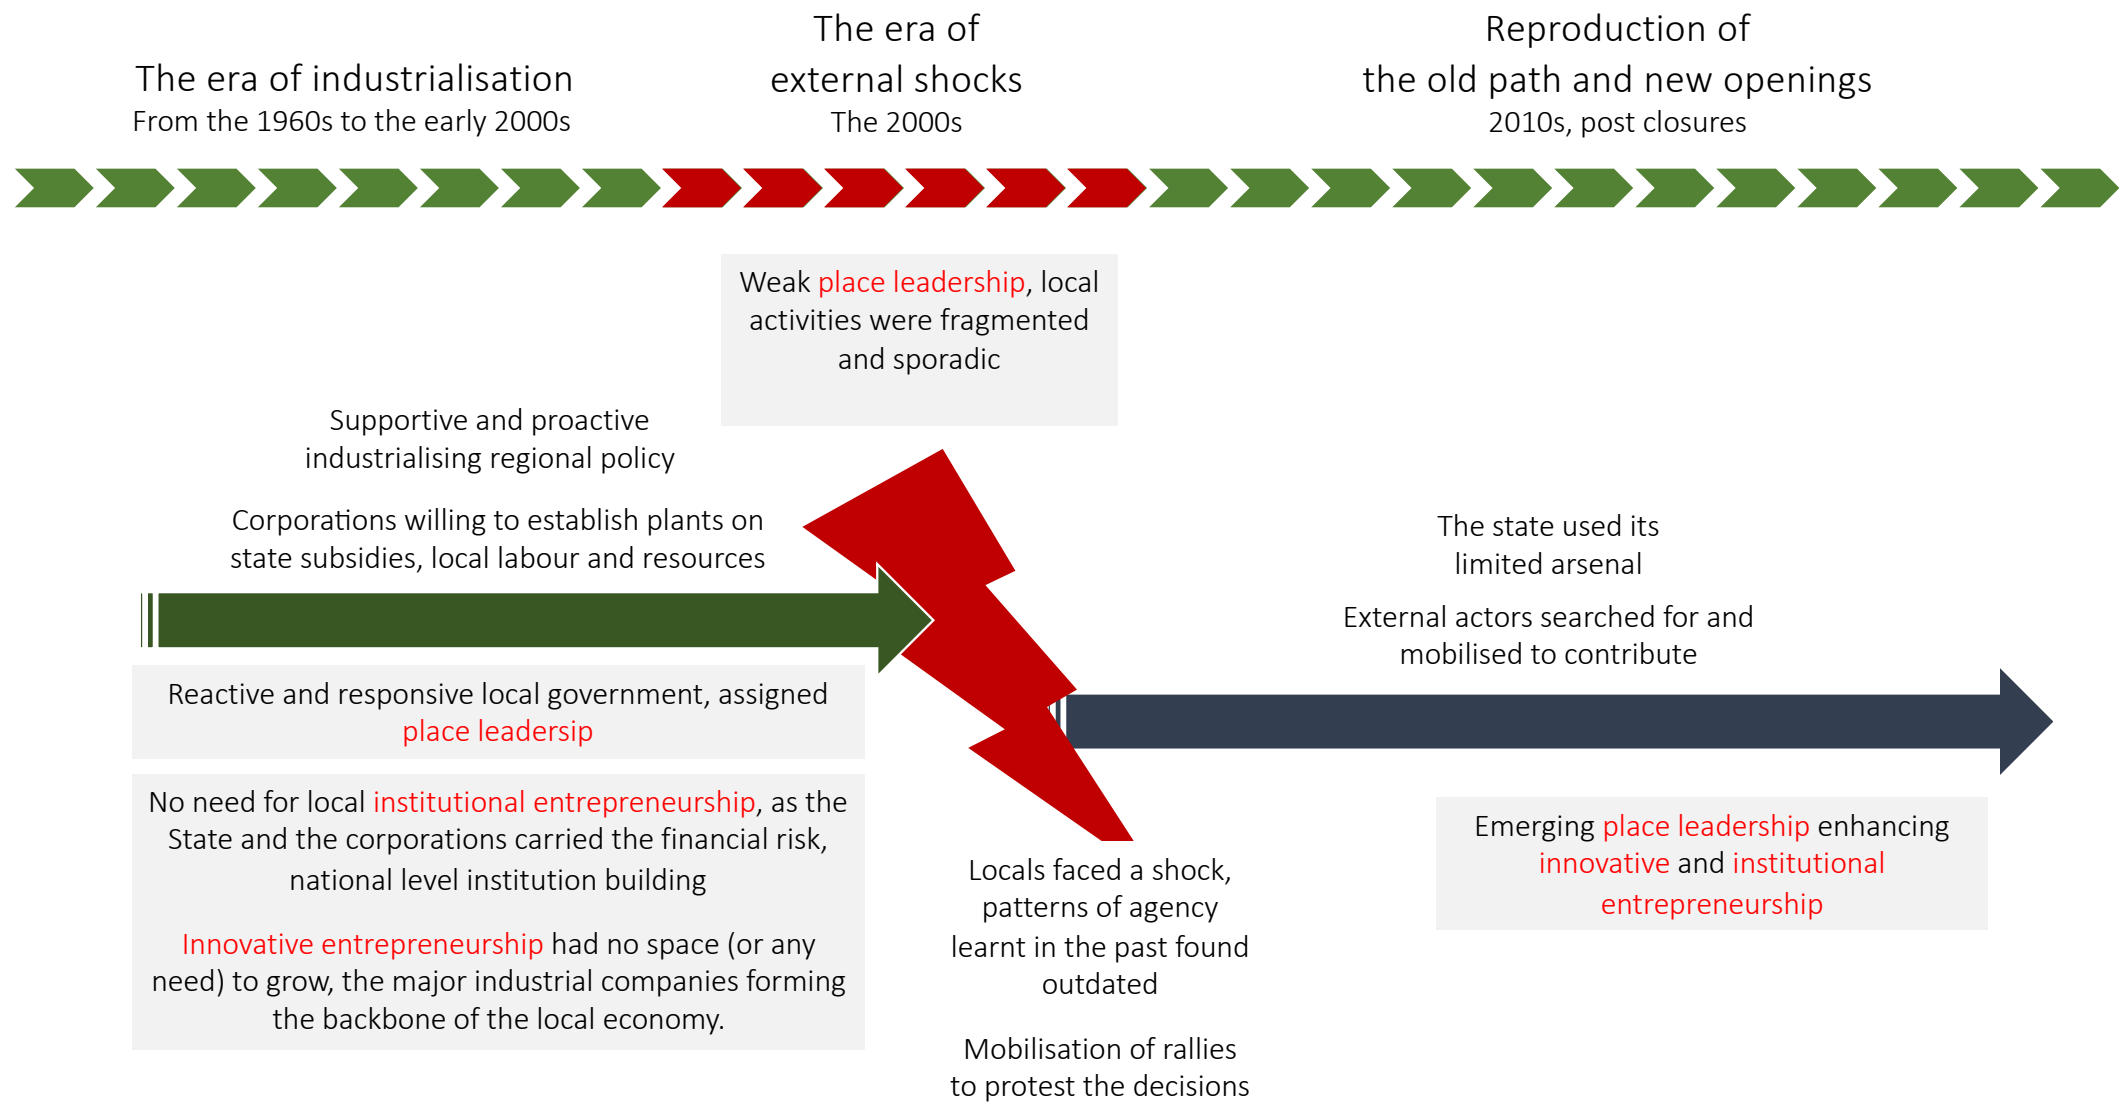 The era of industrialisation
From the 1960s to the early 2000s
The era of
external shocks
The 2000s
Reproduction of
the old path and new openings
2010s, post closures
Weak place leadership, local
activities were fragmented
and sporadic
Supportive and proactive
industrialising regional policy
Corporations willing to establish plants on
state subsidies, local labour and resources
Reactive and responsive local government, assigned
place leadersip
No need for local institutional entrepreneurship, as the
State and the corporations carried the financial risk,
national level institution building
Innovative entrepreneurship had no space (or any
need) to grow, the major industrial companies forming
the backbone of the local economy.
Locals faced a shock,
patterns of agency
learnt in the past found
outdated
Mobilisation of rallies
to protest the decisions
The state used its
limited arsenal
External actors searched for and
mobilised to contribute
Emerging place leadership enhancing
innovative and institutional
entrepreneurship